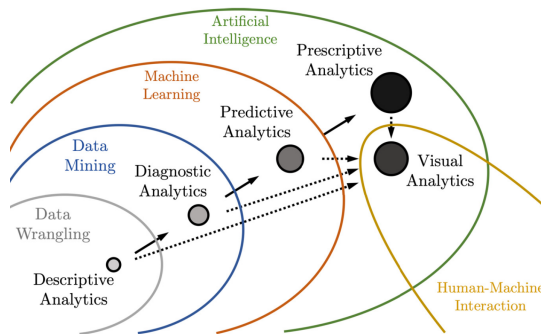 Artificial
Intelligence
Prescriptive
Analytics
Machine
Learning
Predictive
Analytics
Data
Mining
Diagnostic
Analytics
Visual
Analytics
Data
Wrangling
Descriptive
Analytics
Human-Machine
Interaction